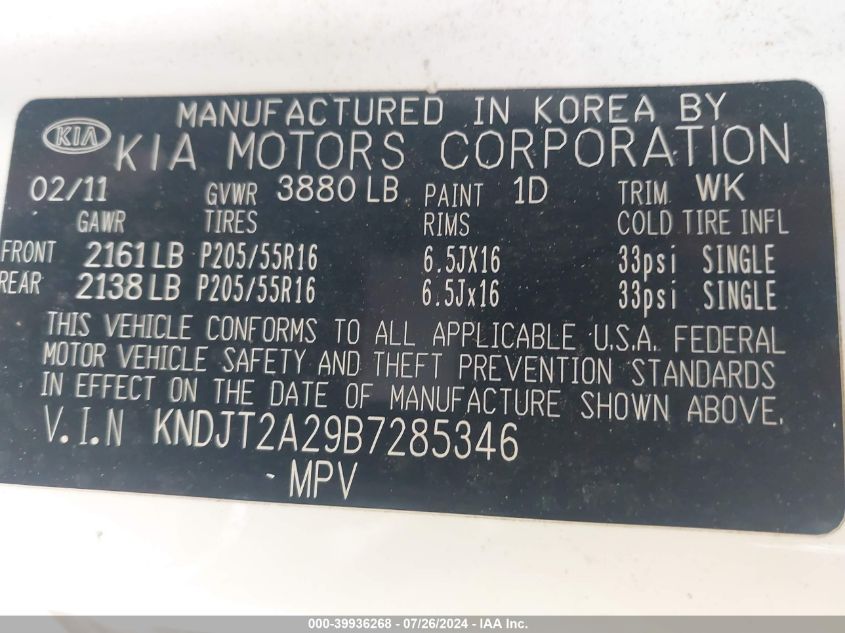 MANUFACTURED IN KOREA BY
KIA KIA MOTORS CORPORATION
02/11 GVWR 3880 LB PAINT 1D TRIM WK
GAWR TIRES RIMS COLD TIRE INFL
FRONT 2161 LB P205/55R16 6.5JX16 33psi SINGLE
REAR 2138 LB P205/55R16 6.5Jx16 33psi SINGLE
THIS VEHICLE CONFORMS TO ALL APPLICABLE U.S.A. FEDERAL
MOTOR VEHICLE SAFETY AND THEFT PREVENTION STANDARDS
IN EFFECT ON THE DATE OF MANUFACTURE SHOWN ABOVE.
V.I.N KNDJT2A29B7285346
MPV
000-39936268 - 07/26/2024 - IAA Inc.